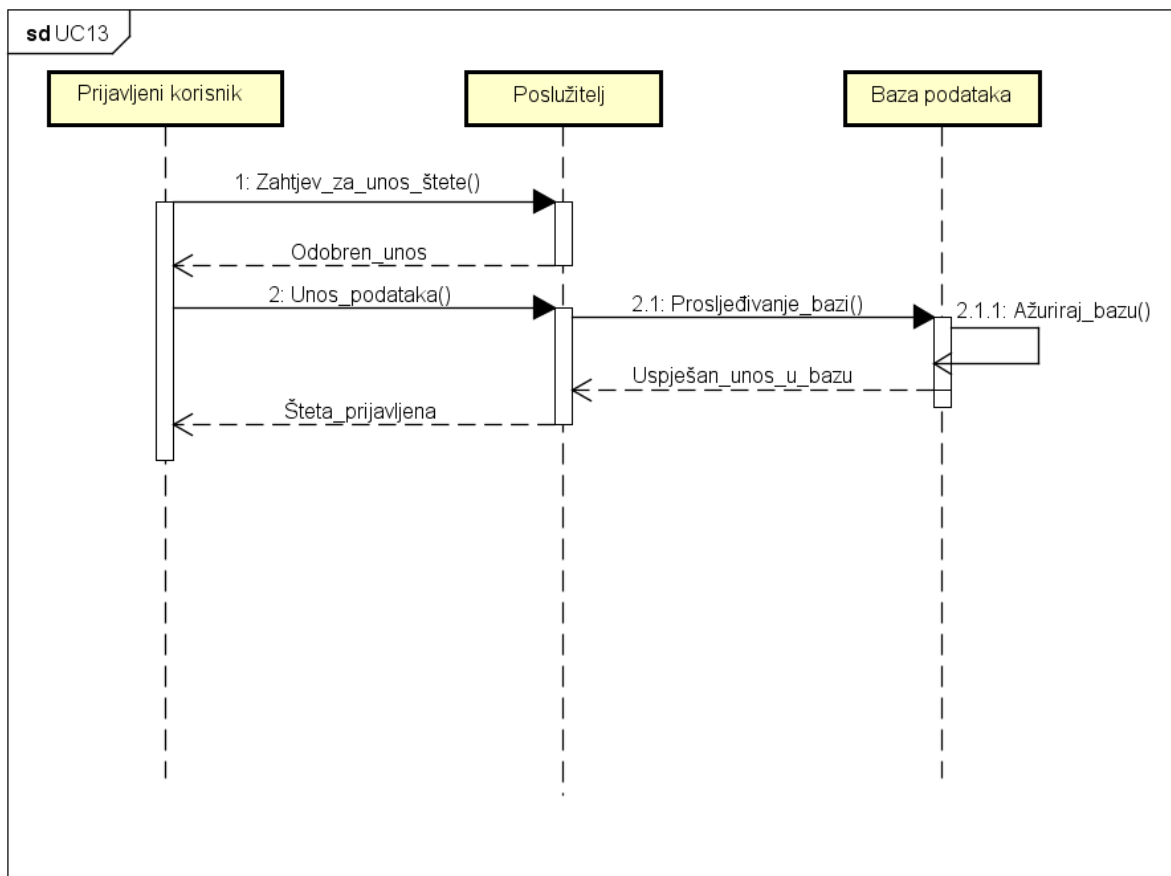 sd UC13
Prijavljeni korisnik
Poslužitelj
Baza podataka
1: Zahtjev_za_unos_štete()
Odobren_unos
2: Unos_podataka()
2.1: Prosljeđivanje_bazi()
2.1.1: Ažuriraj_bazu()
Uspješan_unos_u_bazu
Šteta_prijavljena